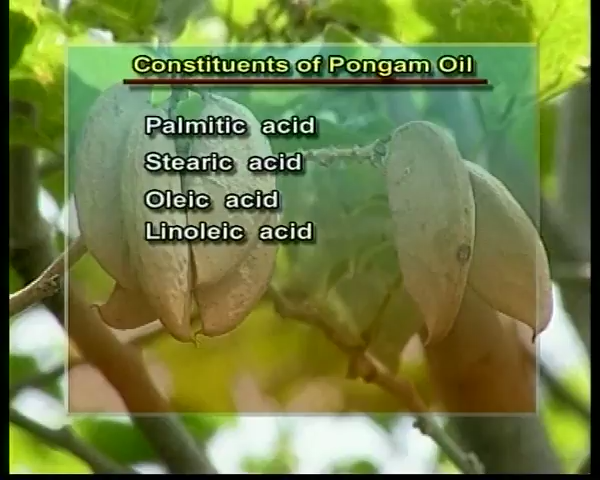 Constituents of Pongam Oil
Palmitic acid
Stearic acid
Oleic acid
Linoleic acid